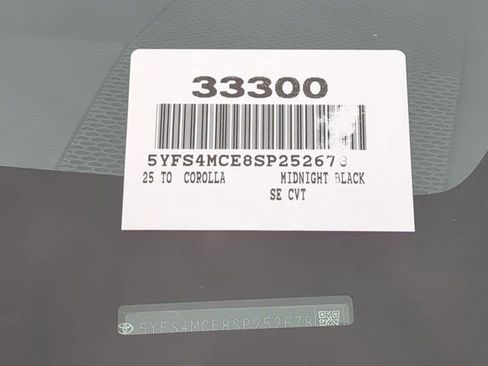 33300
5YFS4MCE8SP252678
25 TO COROLLA MIDNIGHT BLACK
SE CVT
5YFS4MCE8SP252678